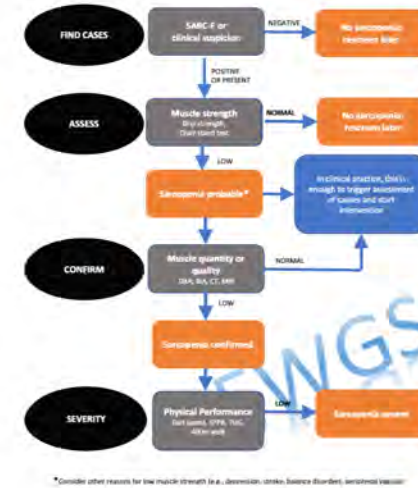 FIND CASES
SARC-F or
clinical suspicion
NEGATIVE
No sarcopenia;
rescreen later
POSITIVE
OR PRESENT
ASSESS
Muscle strength
Grip strength,
Chair stand test
NORMAL
No sarcopenia;
rescreen later
LOW
Sarcopenia probable*
In clinical practice, this is
enough to trigger assessment
of causes and start
intervention
CONFIRM
Muscle quantity or
quality
DXA, BIA, CT, MRI
NORMAL
LOW
Sarcopenia confirmed
EWGS
SEVERITY
Physical Performance
Gait speed, SPPB, TUG,
400m walk
LOW
Sarcopenia severe
*Consider other reasons for low muscle strength (e.g., depression, stroke, balance disorders, peripheral vascular